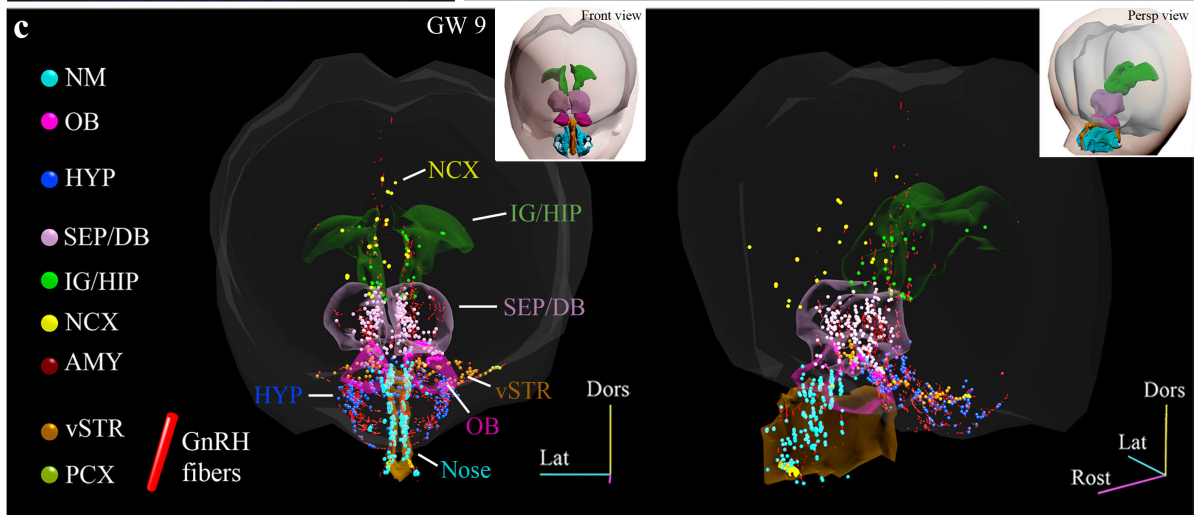 c
GW 9
Front view
Persp view
NM
OB
HYP
SEP/DB
IG/HIP
NCX
AMY
vSTR
PCX
GnRH
fibers
NCX
IG/HIP
SEP/DB
HYP
vSTR
OB
Nose
Dors
Lat
Dors
Lat
Rost